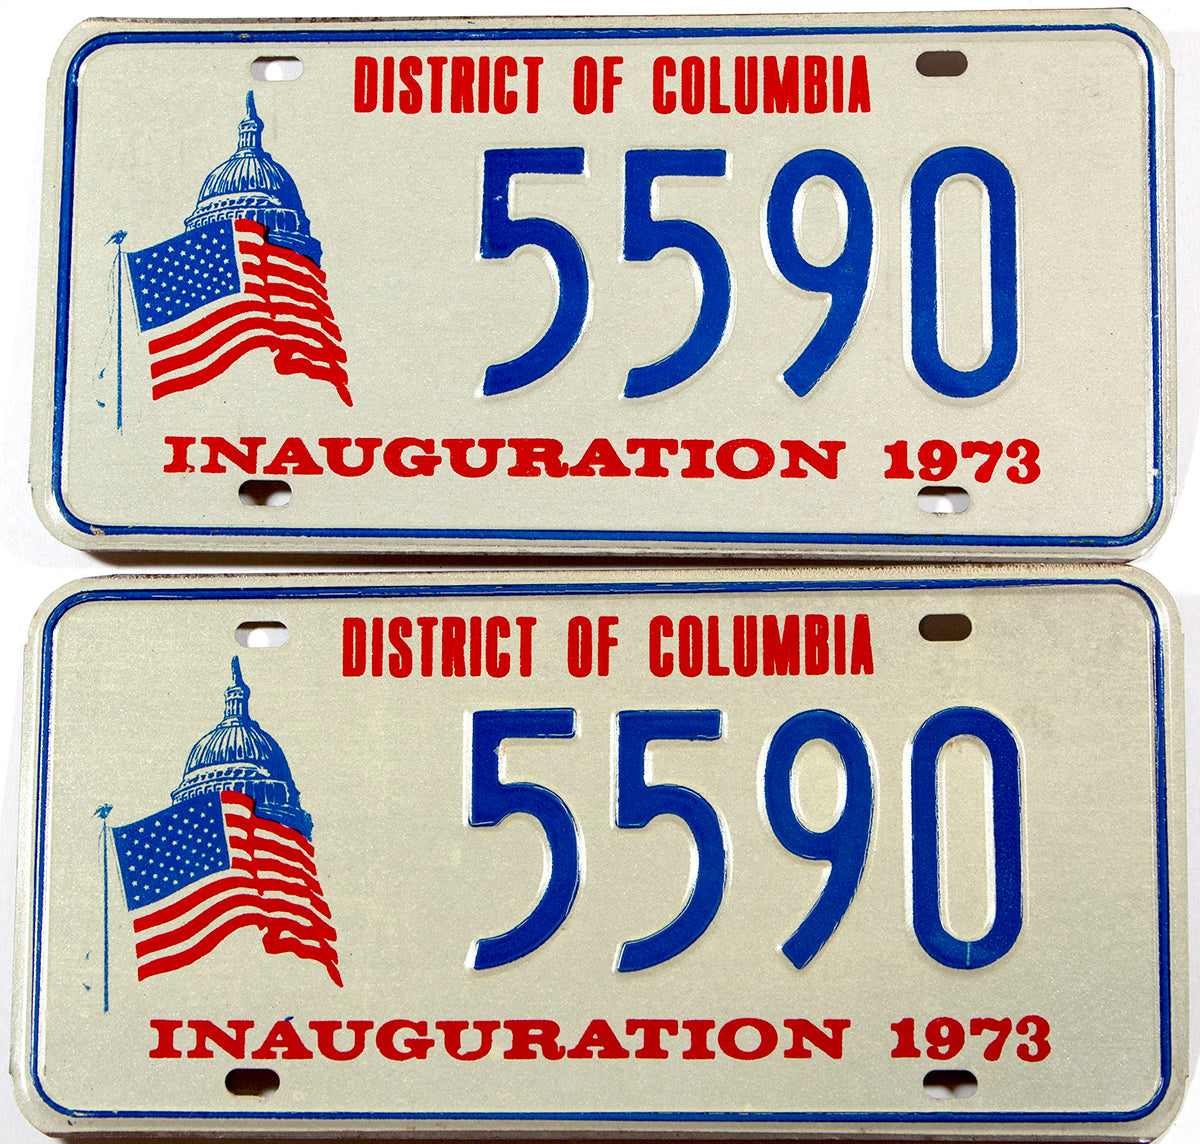 DISTRICT OF COLUMBIA
5590
INAUGURATION 1973
DISTRICT OF COLUMBIA
5590
INAUGURATION 1973